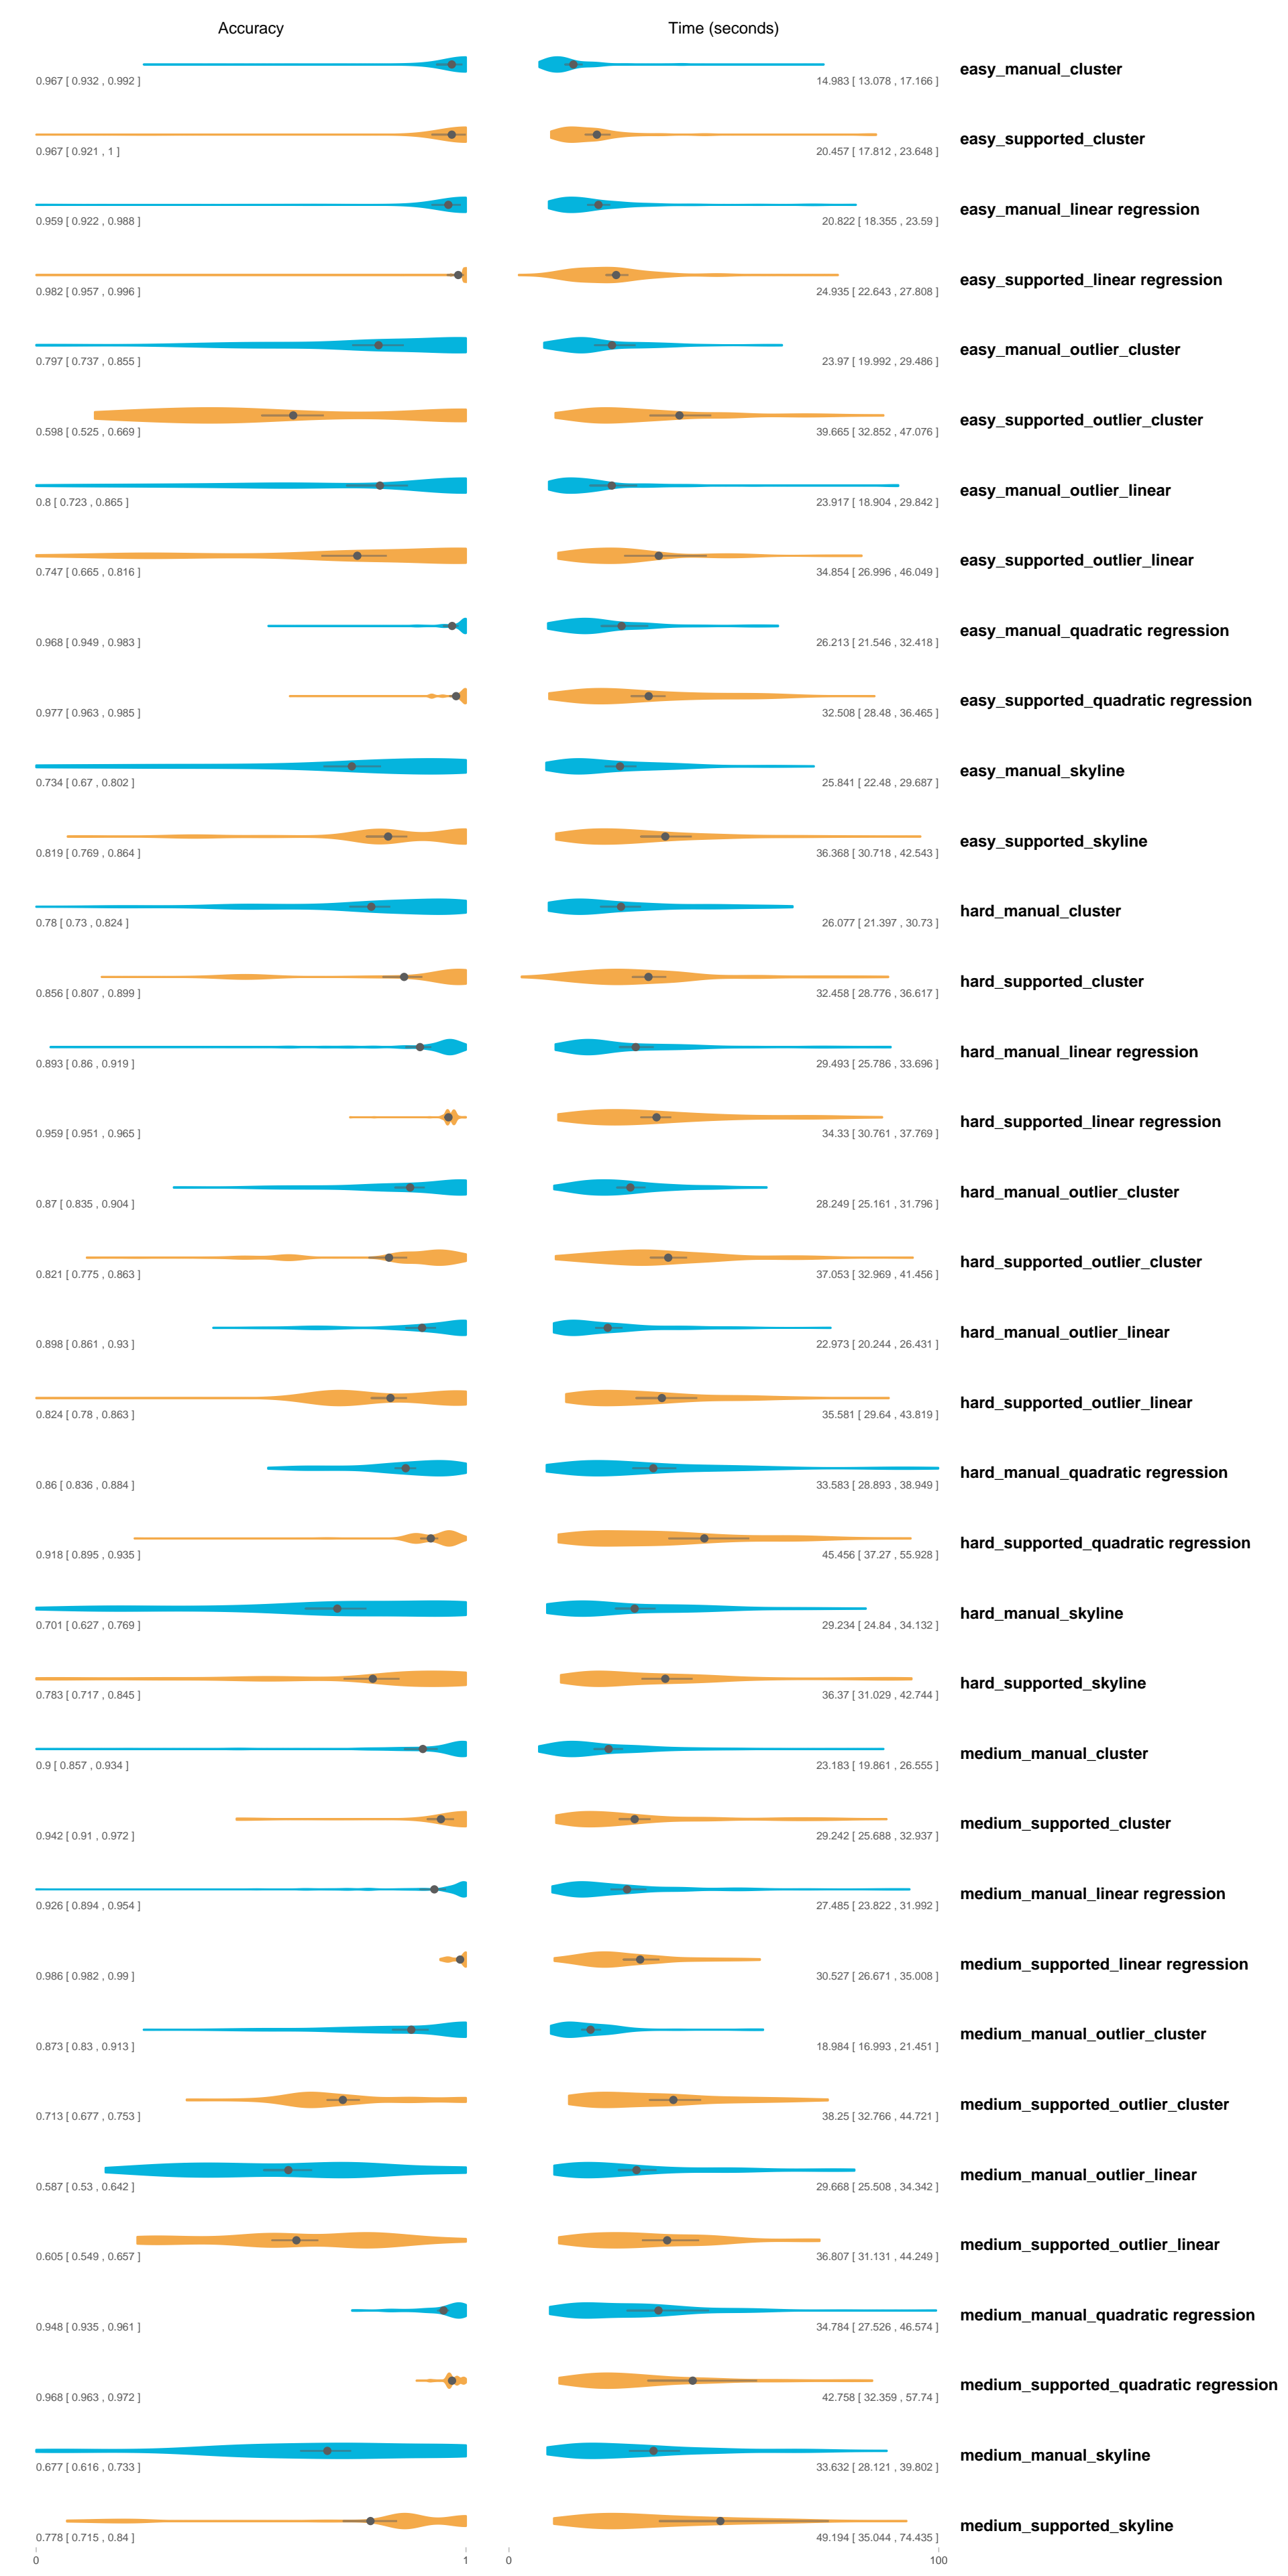 Accuracy Time (seconds)
easy_manual_cluster
0.967 [ 0.932 , 0.992 ] 14.983 [ 13.078 , 17.166 ]
easy_supported_cluster
0.967 [ 0.921 , 1 ] 20.457 [ 17.812 , 23.648 ]
easy_manual_linear regression
0.959 [ 0.922 , 0.988 ] 20.822 [ 18.355 , 23.59 ]
easy_supported_linear regression
0.982 [ 0.957 , 0.996 ] 24.935 [ 22.643 , 27.808 ]
easy_manual_outlier_cluster
0.797 [ 0.737 , 0.855 ] 23.97 [ 19.992 , 29.486 ]
easy_supported_outlier_cluster
0.598 [ 0.525 , 0.669 ] 39.665 [ 32.852 , 47.076 ]
easy_manual_outlier_linear
0.8 [ 0.723 , 0.865 ] 23.917 [ 18.904 , 29.842 ]
easy_supported_outlier_linear
0.747 [ 0.665 , 0.816 ] 34.854 [ 26.996 , 46.049 ]
easy_manual_quadratic regression
0.968 [ 0.949 , 0.983 ] 26.213 [ 21.546 , 32.418 ]
easy_supported_quadratic regression
0.977 [ 0.963 , 0.985 ] 32.508 [ 28.48 , 36.465 ]
easy_manual_skyline
0.734 [ 0.67 , 0.802 ] 25.841 [ 22.48 , 29.687 ]
easy_supported_skyline
0.819 [ 0.769 , 0.864 ] 36.368 [ 30.718 , 42.543 ]
hard_manual_cluster
0.78 [ 0.73 , 0.824 ] 26.077 [ 21.397 , 30.73 ]
hard_supported_cluster
0.856 [ 0.807 , 0.899 ] 32.458 [ 28.776 , 36.617 ]
hard_manual_linear regression
0.893 [ 0.86 , 0.919 ] 29.493 [ 25.786 , 33.696 ]
hard_supported_linear regression
0.959 [ 0.951 , 0.965 ] 34.33 [ 30.761 , 37.769 ]
hard_manual_outlier_cluster
0.87 [ 0.835 , 0.904 ] 28.249 [ 25.161 , 31.796 ]
hard_supported_outlier_cluster
0.821 [ 0.775 , 0.863 ] 37.053 [ 32.969 , 41.456 ]
hard_manual_outlier_linear
0.898 [ 0.861 , 0.93 ] 22.973 [ 20.244 , 26.431 ]
hard_supported_outlier_linear
0.824 [ 0.78 , 0.863 ] 35.581 [ 29.64 , 43.819 ]
hard_manual_quadratic regression
0.86 [ 0.836 , 0.884 ] 33.583 [ 28.893 , 38.949 ]
hard_supported_quadratic regression
0.918 [ 0.895 , 0.935 ] 45.456 [ 37.27 , 55.928 ]
hard_manual_skyline
0.701 [ 0.627 , 0.769 ] 29.234 [ 24.84 , 34.132 ]
hard_supported_skyline
0.783 [ 0.717 , 0.845 ] 36.37 [ 31.029 , 42.744 ]
medium_manual_cluster
0.9 [ 0.857 , 0.934 ] 23.183 [ 19.861 , 26.555 ]
medium_supported_cluster
0.942 [ 0.91 , 0.972 ] 29.242 [ 25.688 , 32.937 ]
medium_manual_linear regression
0.926 [ 0.894 , 0.954 ] 27.485 [ 23.822 , 31.992 ]
medium_supported_linear regression
0.986 [ 0.982 , 0.99 ] 30.527 [ 26.671 , 35.008 ]
medium_manual_outlier_cluster
0.873 [ 0.83 , 0.913 ] 18.984 [ 16.993 , 21.451 ]
medium_supported_outlier_cluster
0.713 [ 0.677 , 0.753 ] 38.25 [ 32.766 , 44.721 ]
medium_manual_outlier_linear
0.587 [ 0.53 , 0.642 ] 29.668 [ 25.508 , 34.342 ]
medium_supported_outlier_linear
0.605 [ 0.549 , 0.657 ] 36.807 [ 31.131 , 44.249 ]
medium_manual_quadratic regression
0.948 [ 0.935 , 0.961 ] 34.784 [ 27.526 , 46.574 ]
medium_supported_quadratic regression
0.968 [ 0.963 , 0.972 ] 42.758 [ 32.359 , 57.74 ]
medium_manual_skyline
0.677 [ 0.616 , 0.733 ] 33.632 [ 28.121 , 39.802 ]
medium_supported_skyline
0.778 [ 0.715 , 0.84 ] 49.194 [ 35.044 , 74.435 ]
0 1 0 100